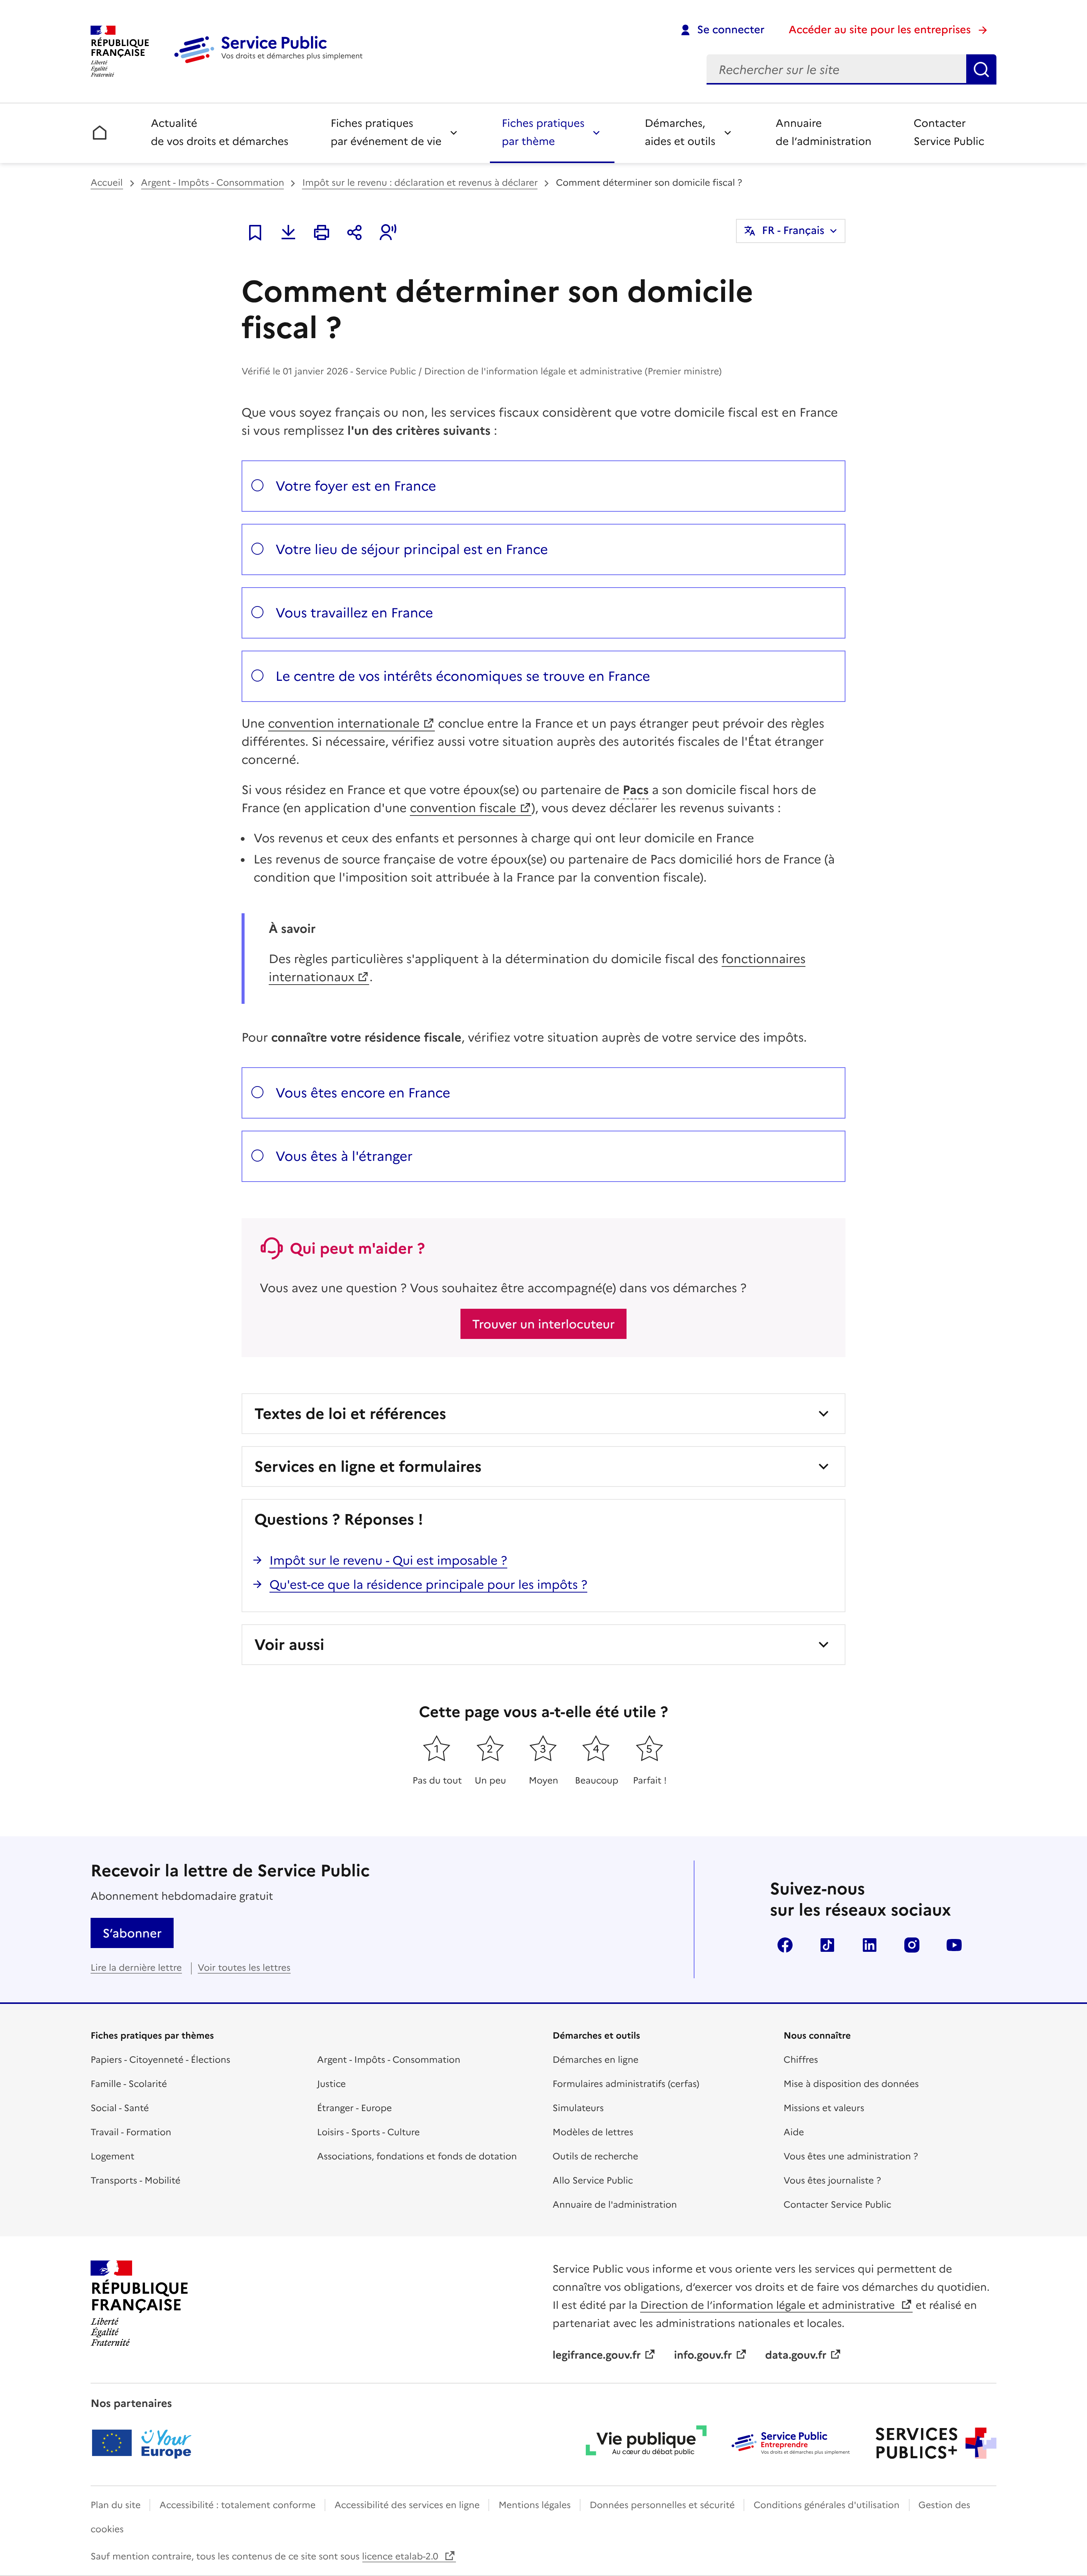 RÉPUBLIQUE
FRANÇAISE
Liberté
Égalité
Fraternité
Service Public
Vos droits et démarches plus simplement
Se connecter
Accéder au site pour les entreprises
Rechercher sur le site
Actualité
de vos droits et démarches
Fiches pratiques
par événement de vie
Fiches pratiques
par thème
Démarches,
aides et outils
Annuaire
de l’administration
Contacter
Service Public
Accueil > Argent - Impôts - Consommation > Impôt sur le revenu : déclaration et revenus à déclarer > Comment déterminer son domicile fiscal ?
FR - Français
Comment déterminer son domicile
fiscal ?
Vérifié le 01 janvier 2026 - Service Public / Direction de l'information légale et administrative (Premier ministre)
Que vous soyez français ou non, les services fiscaux considèrent que votre domicile fiscal est en France
si vous remplissez l'un des critères suivants :
Votre foyer est en France
Votre lieu de séjour principal est en France
Vous travaillez en France
Le centre de vos intérêts économiques se trouve en France
Une convention internationale conclue entre la France et un pays étranger peut prévoir des règles
différentes. Si nécessaire, vérifiez aussi votre situation auprès des autorités fiscales de l'État étranger
concerné.
Si vous résidez en France et que votre époux(se) ou partenaire de Pacs a son domicile fiscal hors de
France (en application d'une convention fiscale), vous devez déclarer les revenus suivants :
• Vos revenus et ceux des enfants et personnes à charge qui ont leur domicile en France
• Les revenus de source française de votre époux(se) ou partenaire de Pacs domicilié hors de France (à
condition que l'imposition soit attribuée à la France par la convention fiscale).
À savoir
Des règles particulières s'appliquent à la détermination du domicile fiscal des fonctionnaires
internationaux.
Pour connaître votre résidence fiscale, vérifiez votre situation auprès de votre service des impôts.
Vous êtes encore en France
Vous êtes à l'étranger
Qui peut m'aider ?
Vous avez une question ? Vous souhaitez être accompagné(e) dans vos démarches ?
Trouver un interlocuteur
Textes de loi et références
Services en ligne et formulaires
Questions ? Réponses !
Impôt sur le revenu - Qui est imposable ?
Qu'est-ce que la résidence principale pour les impôts ?
Voir aussi
Cette page vous a-t-elle été utile ?
1 2 3 4 5
Pas du tout Un peu Moyen Beaucoup Parfait !
Recevoir la lettre de Service Public
Abonnement hebdomadaire gratuit
S’abonner
Lire la dernière lettre | Voir toutes les lettres
Suivez-nous
sur les réseaux sociaux
Fiches pratiques par thèmes
Papiers - Citoyenneté - Élections
Famille - Scolarité
Social - Santé
Travail - Formation
Logement
Transports - Mobilité
Argent - Impôts - Consommation
Justice
Étranger - Europe
Loisirs - Sports - Culture
Associations, fondations et fonds de dotation
Démarches et outils
Démarches en ligne
Formulaires administratifs (cerfas)
Simulateurs
Modèles de lettres
Outils de recherche
Allo Service Public
Annuaire de l'administration
Nous connaître
Chiffres
Mise à disposition des données
Missions et valeurs
Aide
Vous êtes une administration ?
Vous êtes journaliste ?
Contacter Service Public
RÉPUBLIQUE
FRANÇAISE
Liberté
Égalité
Fraternité
Service Public vous informe et vous oriente vers les services qui permettent de
connaître vos obligations, d’exercer vos droits et de faire vos démarches du quotidien.
Il est édité par la Direction de l’information légale et administrative et réalisé en
partenariat avec les administrations nationales et locales.
legifrance.gouv.fr info.gouv.fr data.gouv.fr
Nos partenaires
Your
Europe
Vie publique
Au cœur du débat public
Service Public
Entreprendre
Vos droits et démarches plus simplement
SERVICES
PUBLICS+
Plan du site | Accessibilité : totalement conforme | Accessibilité des services en ligne | Mentions légales | Données personnelles et sécurité | Conditions générales d'utilisation | Gestion des
cookies
Sauf mention contraire, tous les contenus de ce site sont sous licence etalab-2.0